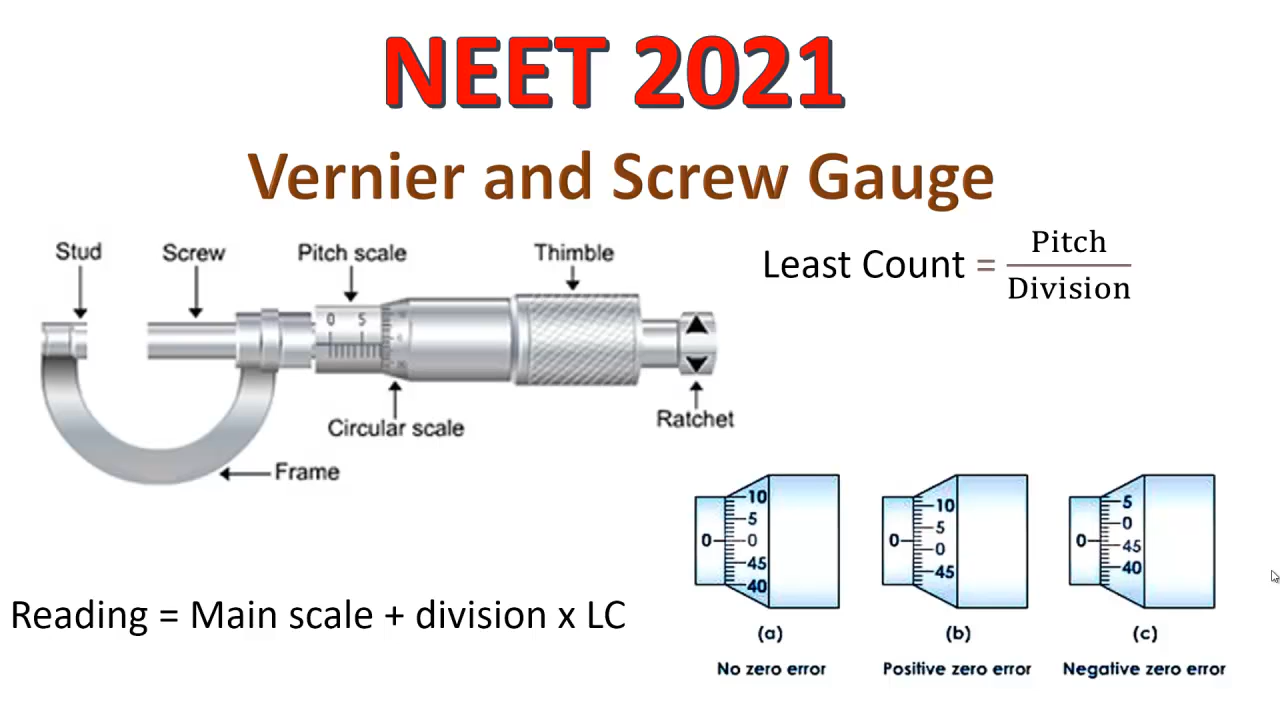 NEET 2021
Vernier and Screw Gauge
Stud
Screw
Pitch scale
Thimble
Least Count = Pitch
Division
0 5
Circular scale
Ratchet
Frame
0 10 5 0 45 40
0 10 5 0 45
0 5 0 45 40
Reading = Main scale + division x LC
(a) (b) (c)
No zero error
Positive zero error
Negative zero error